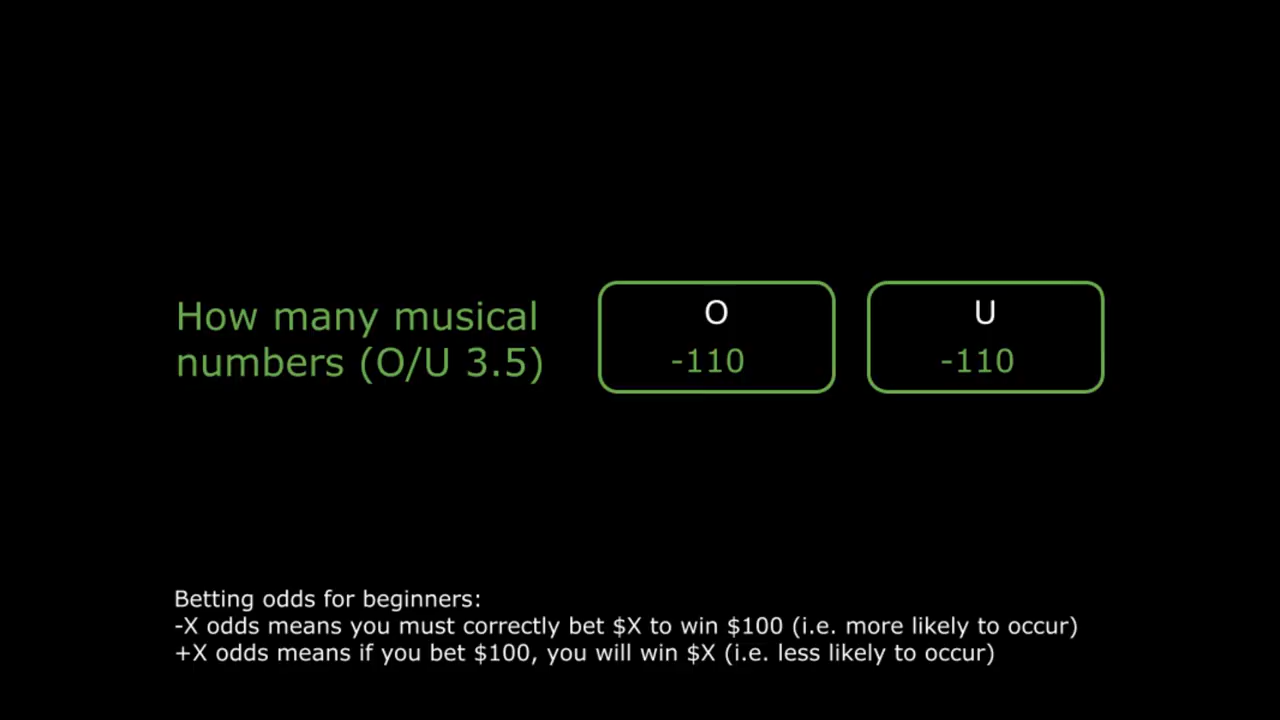 How many musical
numbers (O/U 3.5)
O
-110
U
-110
Betting odds for beginners:
-X odds means you must correctly bet $X to win $100 (i.e. more likely to occur)
+X odds means if you bet $100, you will win $X (i.e. less likely to occur)